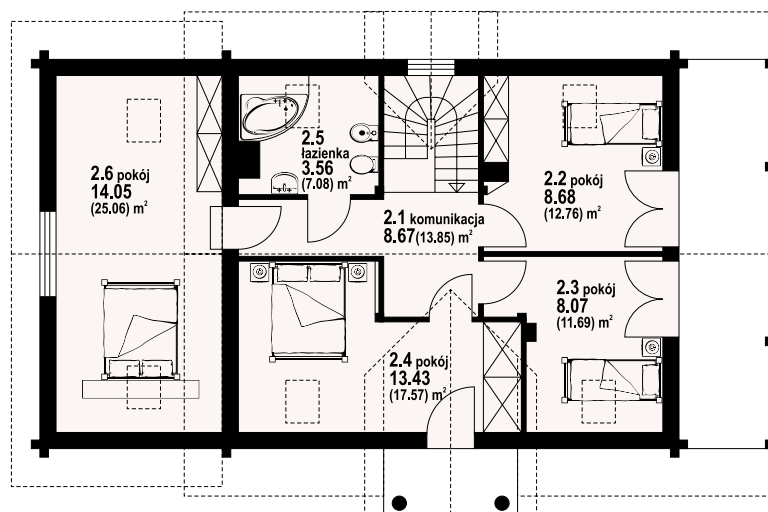 2.6 pokój
14.05
(25.06) m²
2.5
łazienka
3.56
(7.08) m²
2.1 komunikacja
8.67 (13.85) m²
2.2 pokój
8.68
(12.76) m²
2.3 pokój
8.07
(11.69) m²
2.4 pokój
13.43
(17.57) m²